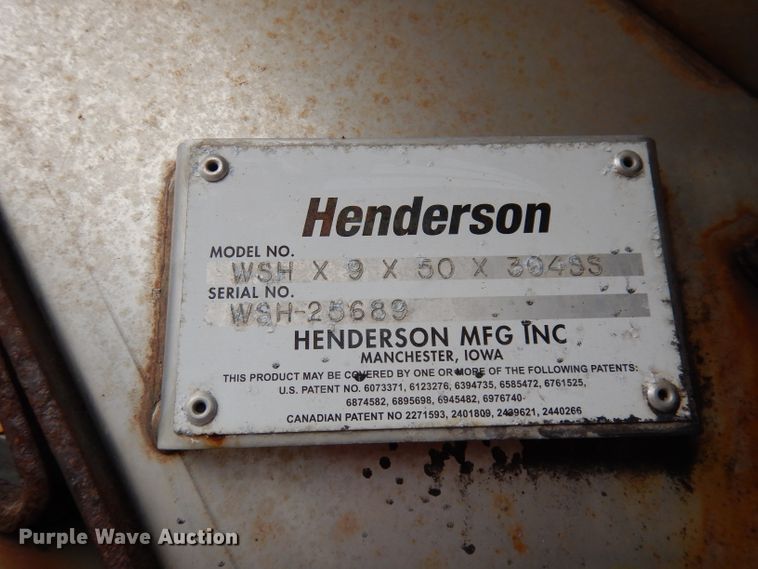 Henderson
MODEL NO.
WSH X 9 X 50 X 304SS
SERIAL NO.
WSH-25689
HENDERSON MFG INC
MANCHESTER, IOWA
THIS PRODUCT MAY BE COVERED BY ONE OR MORE OF THE FOLLOWING PATENTS:
U.S. PATENT NO. 6073371, 6123276, 6394735, 6585472, 6761525,
6874582, 6895698, 6945482, 6976740
CANADIAN PATENT NO 2271593, 2401809, 2439621, 2440266
Purple Wave Auction